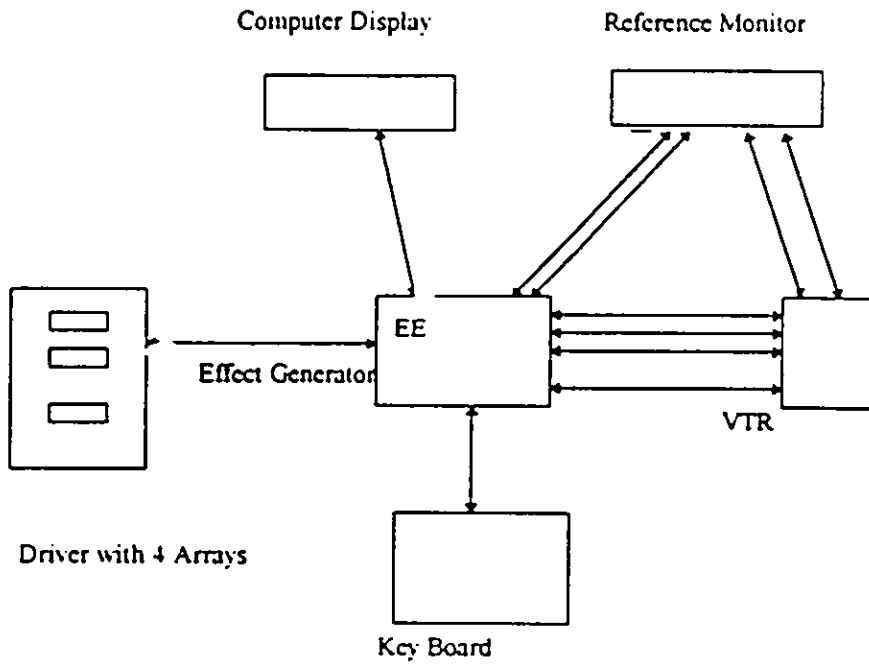 Computer Display
Reference Monitor
EE
Effect Generator
VTR
Driver with 4 Arrays
Key Board